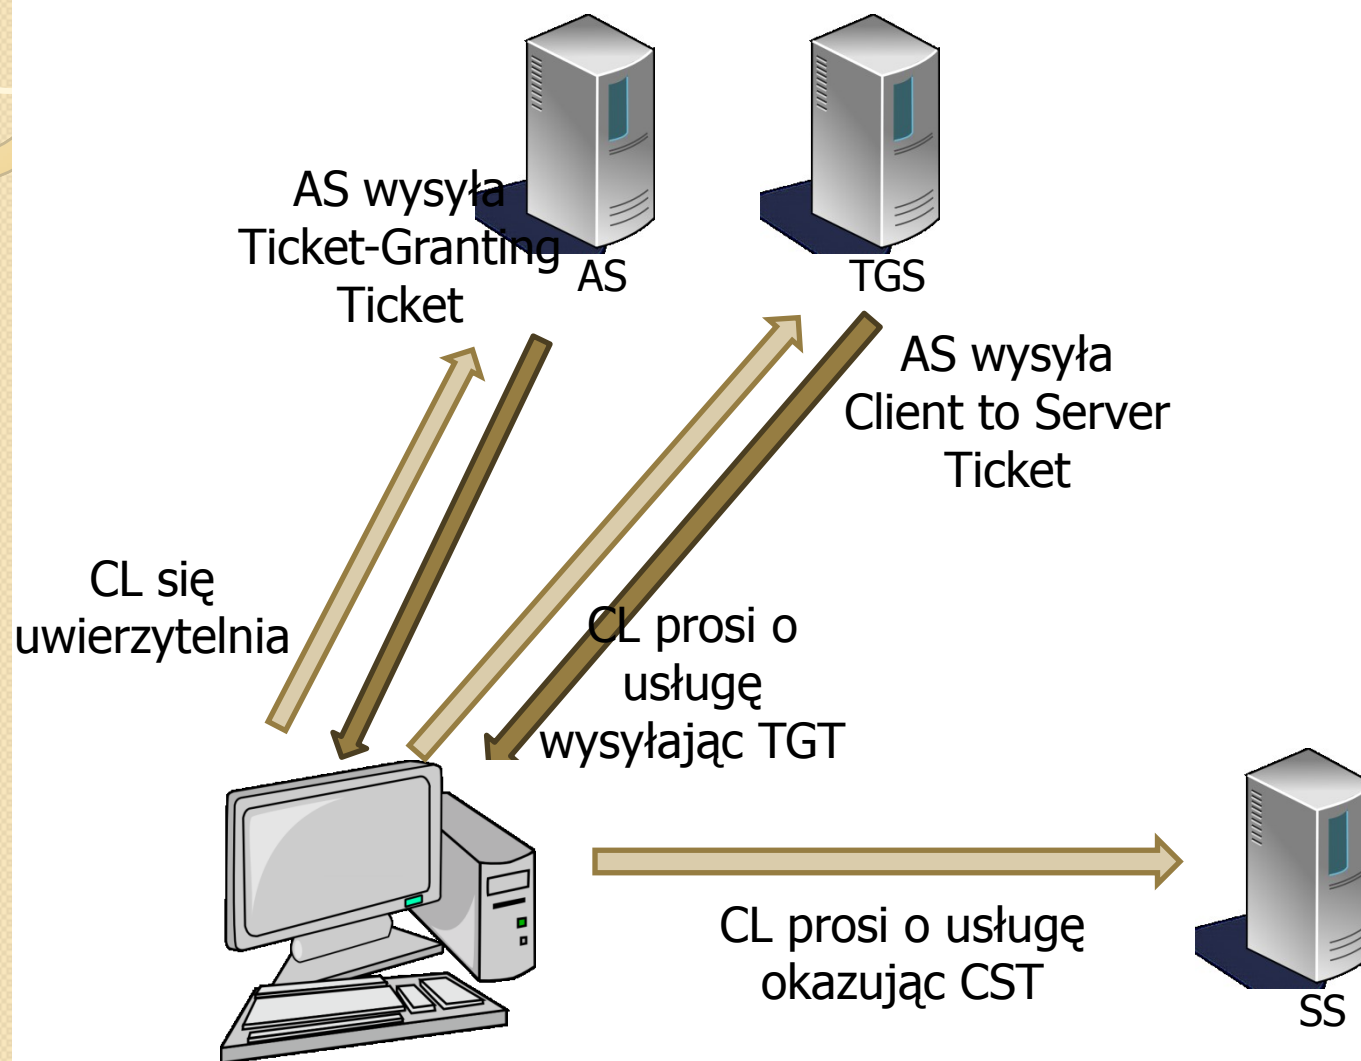 AS wysyła
Ticket-Granting
Ticket
AS
TGS
AS wysyła
Client to Server
Ticket
CL się
uwierzytelnia
CL prosi o
usługę
wysyłając TGT
CL prosi o usługę
okazując CST
SS